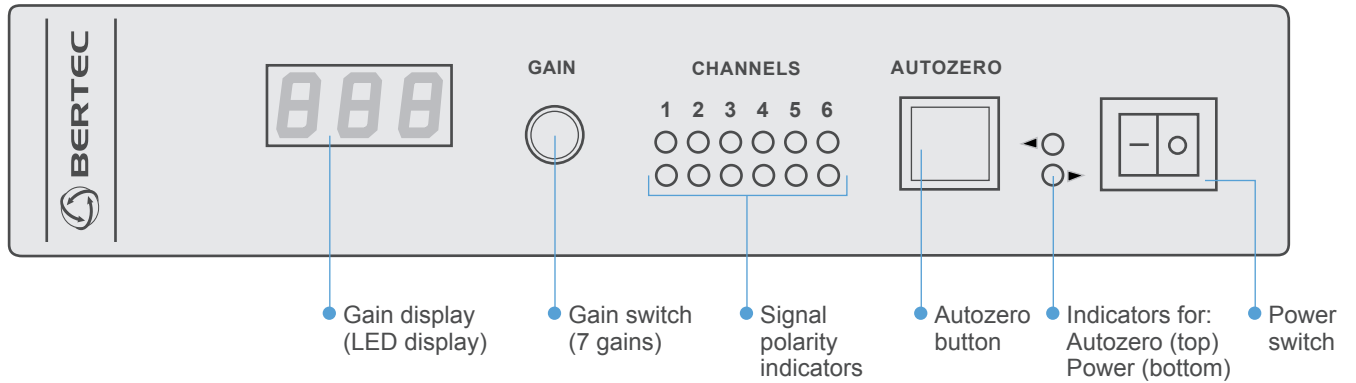 BERTEC
888
GAIN
CHANNELS
AUTOZERO
1 2 3 4 5 6
Gain display
(LED display)
Gain switch
(7 gains)
Signal
polarity
indicators
Autozero
button
Indicators for:
Autozero (top)
Power (bottom)
Power
switch